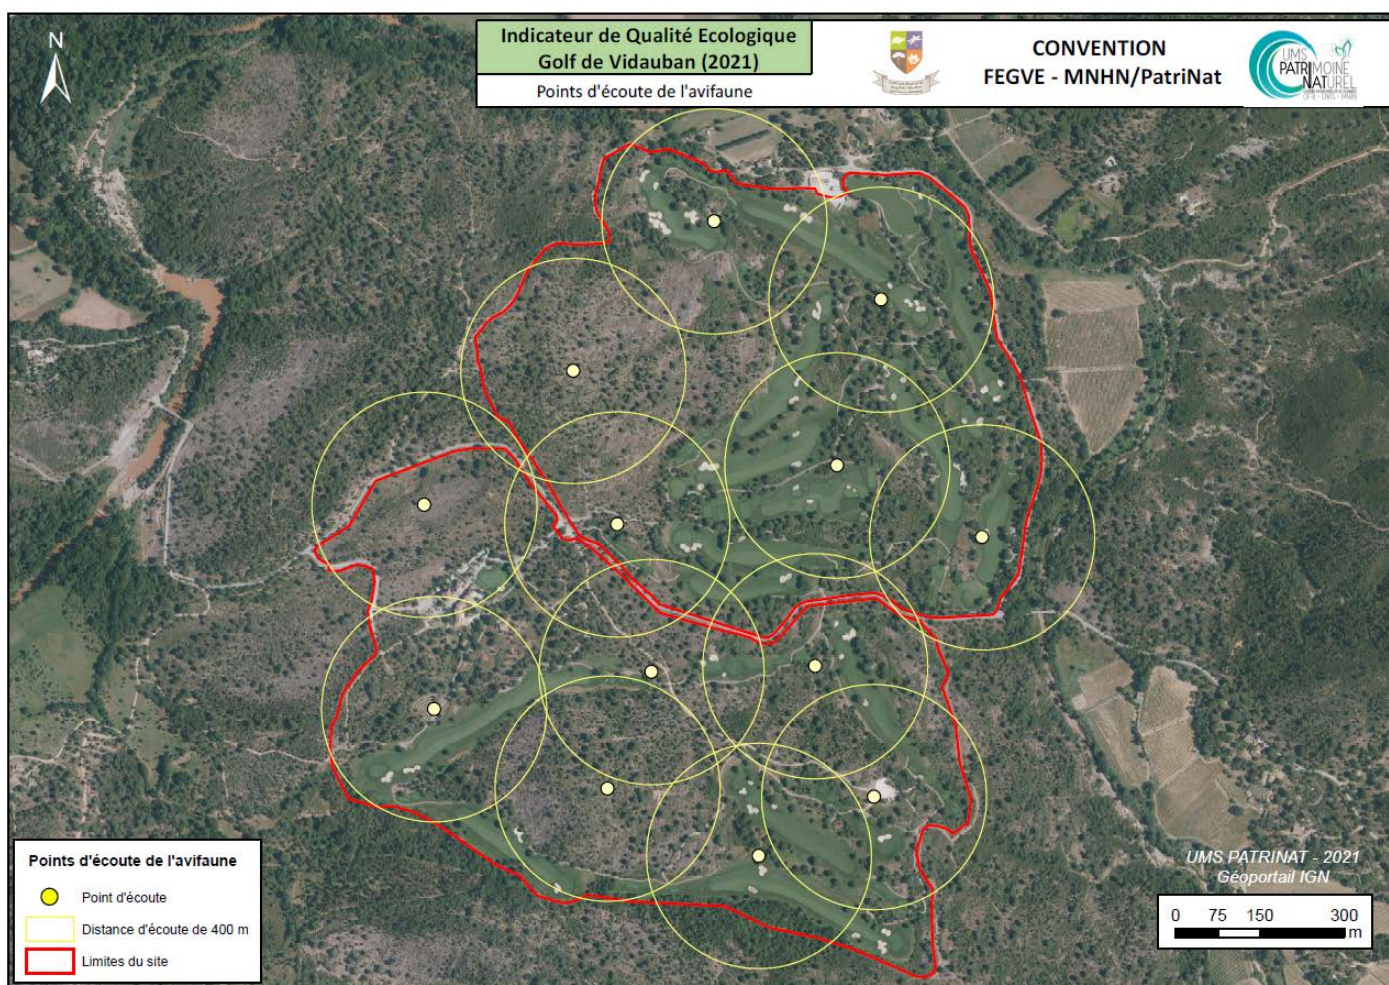 N
Indicateur de Qualité Ecologique
Golf de Vidauban (2021)
Points d'écoute de l'avifaune
CONVENTION
FEGVE - MNHN/PatriNat
UMS
PATRIMOINE
NATUREL
Points d'écoute de l'avifaune
Point d'écoute
Distance d'écoute de 400 m
Limites du site
UMS PATRINAT - 2021
Géoportail IGN
0 75 150 300
m